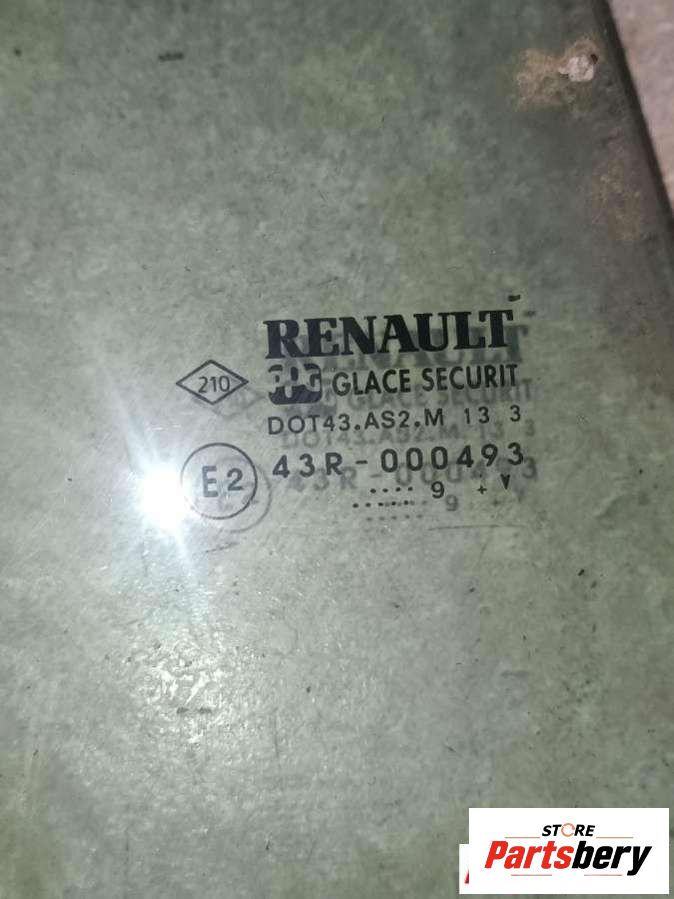 RENAULT
210
GLACE SECURIT
DOT43.AS2.M 13 3
E2
43R-000493
.... 9 +
......
STORE
Partsbery